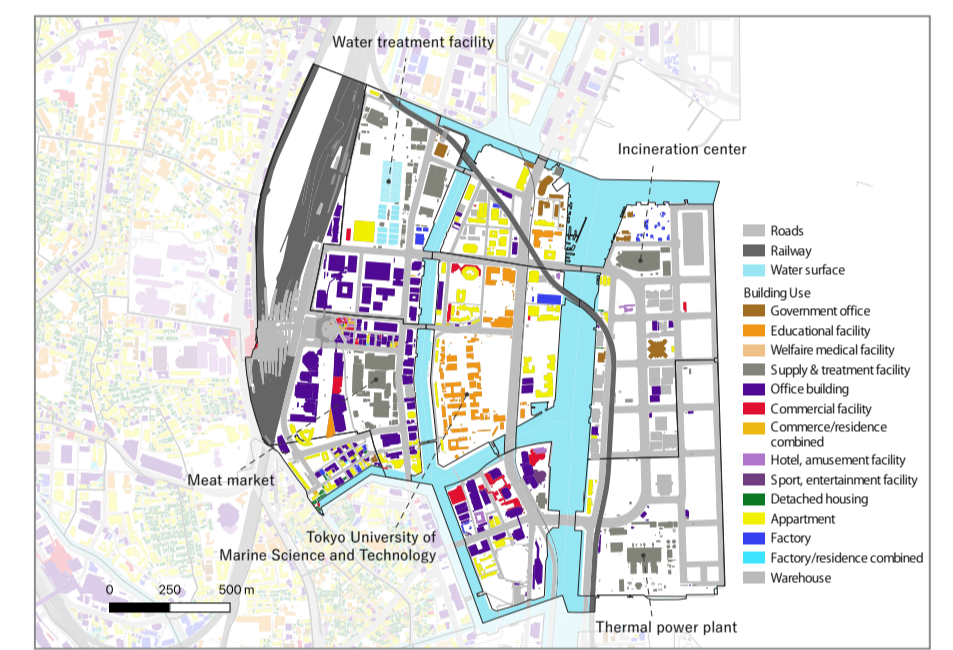 Water treatment facility
Incineration center
Roads
Railway
Water surface
Building Use
Government office
Educational facility
Welfaire medical facility
Supply & treatment facility
Office building
Commercial facility
Commerce/residence
combined
Hotel, amusement facility
Sport, entertainment facility
Detached housing
Appartment
Factory
Factory/residence combined
Warehouse
Meat market
Tokyo University of
Marine Science and Technology
0 250 500 m
Thermal power plant